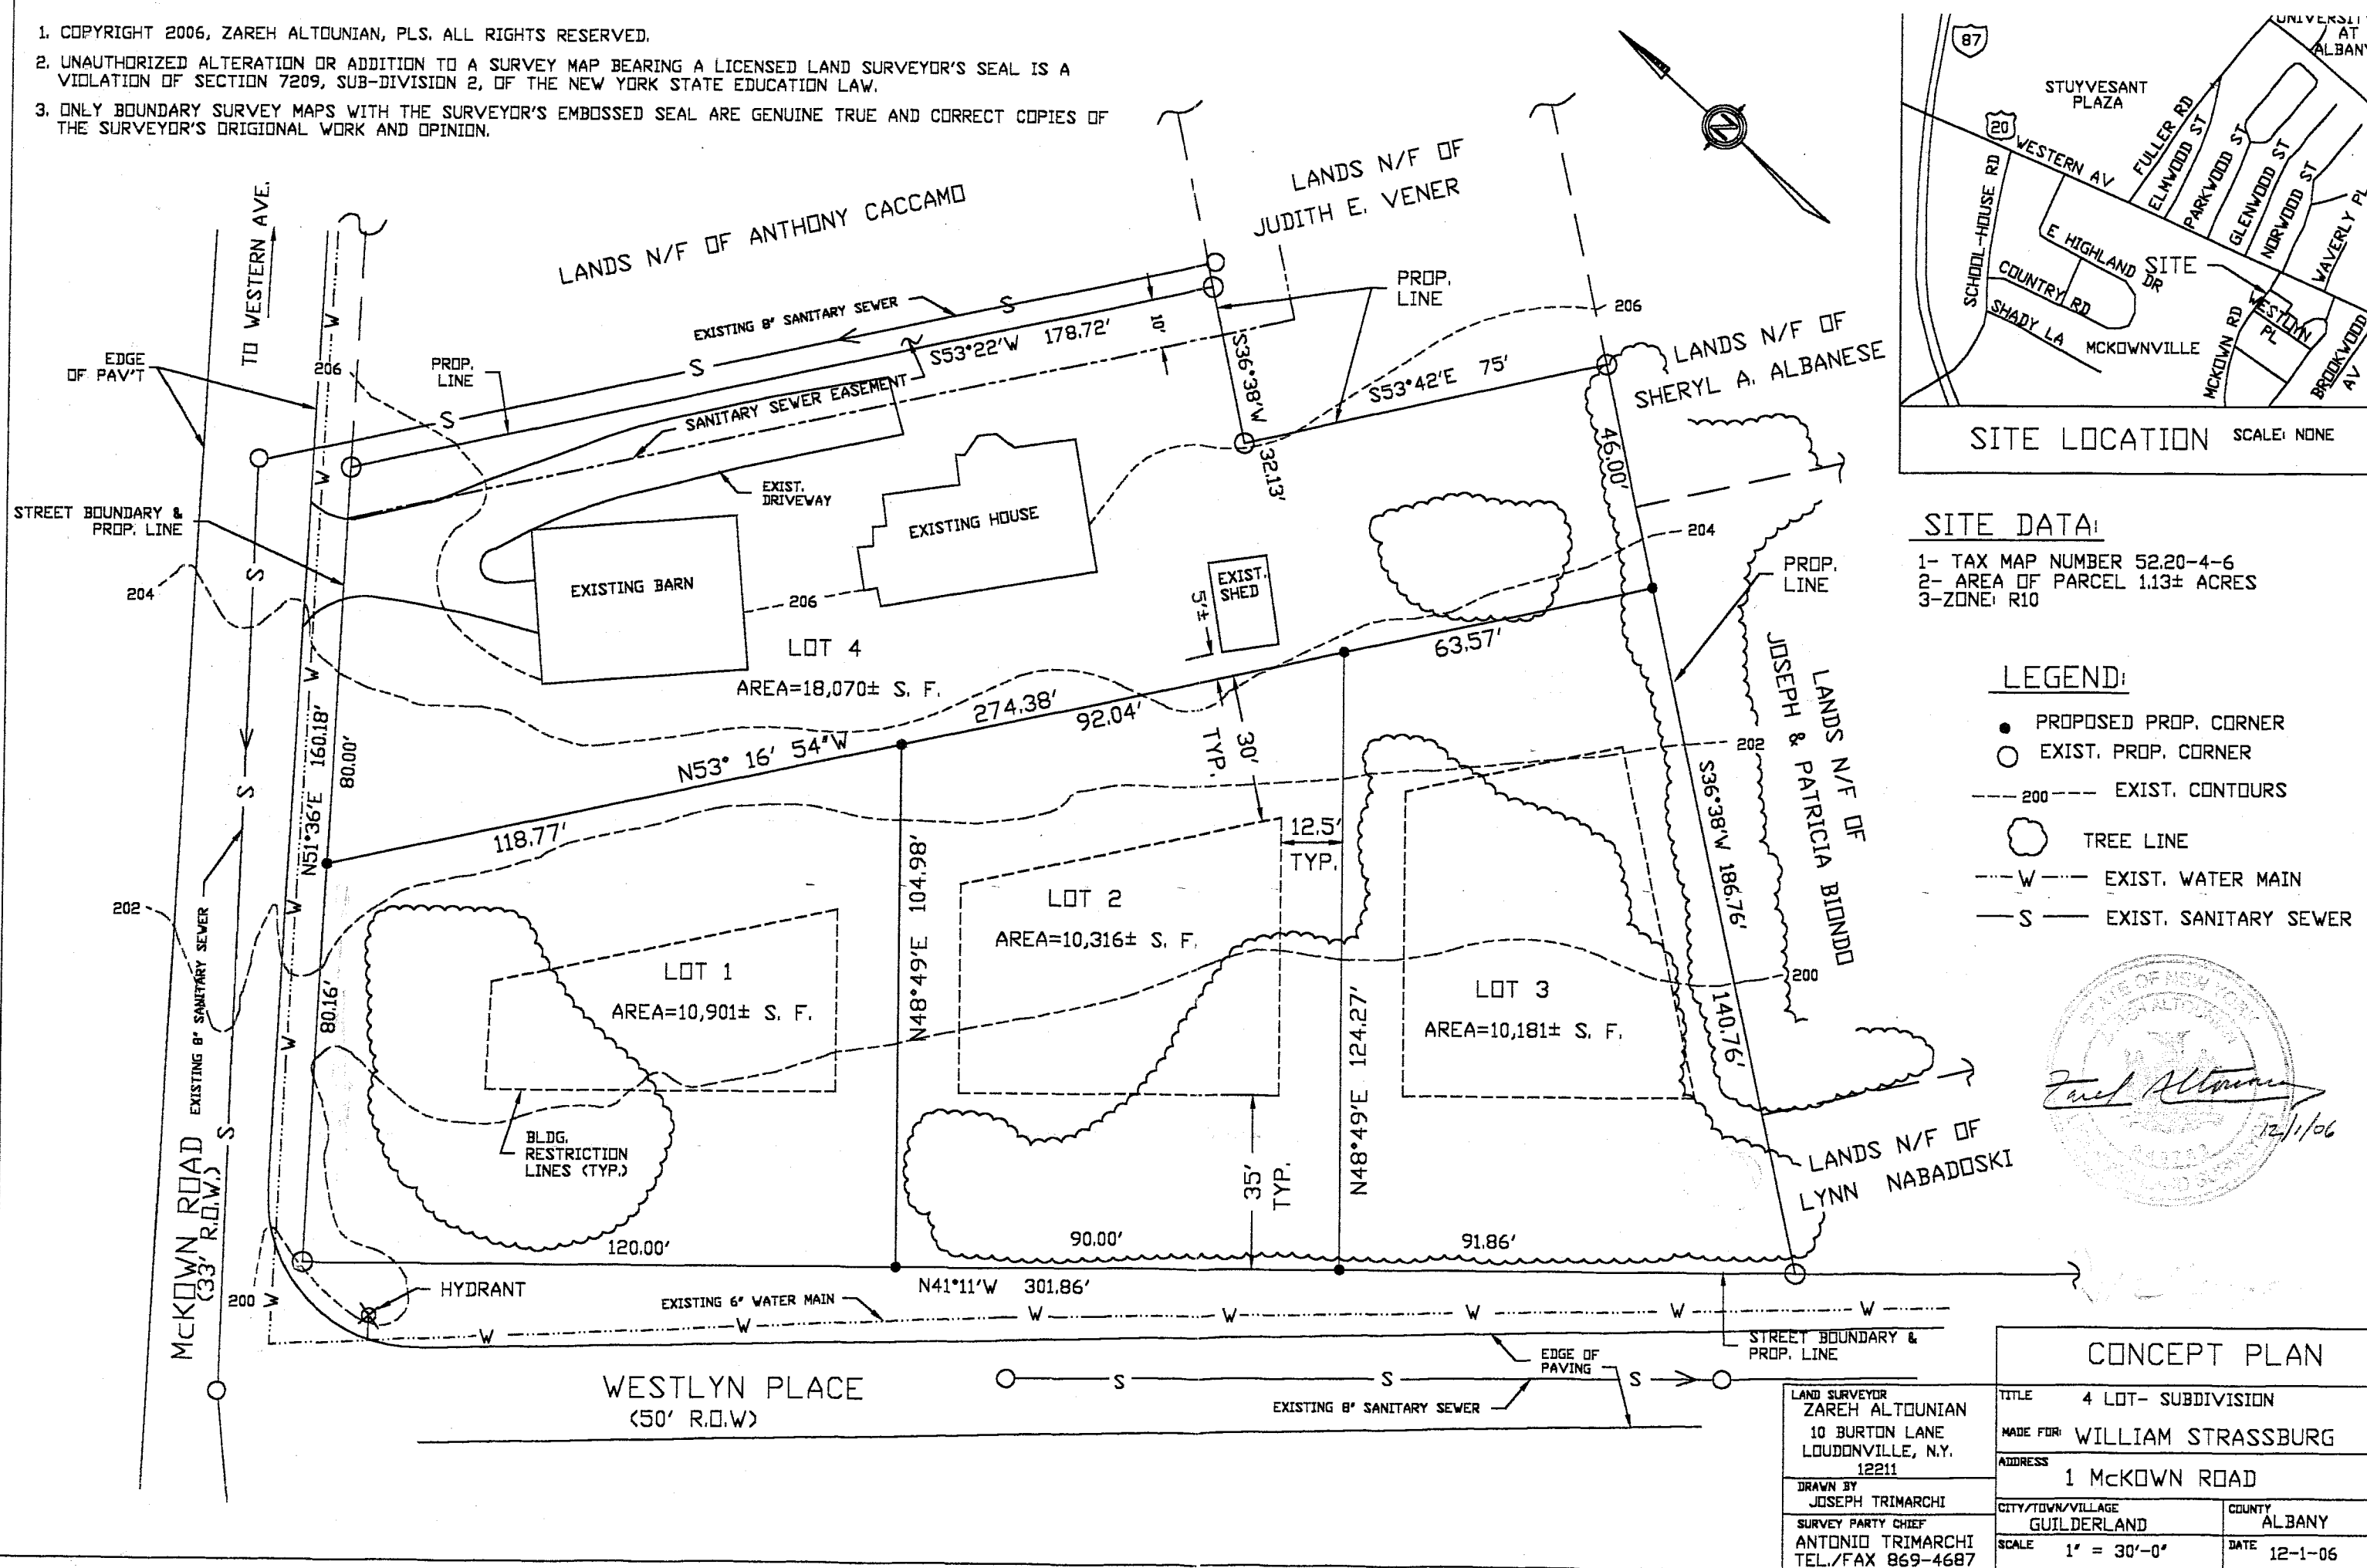 1. COPYRIGHT 2006, ZAREH ALTOUNIAN, PLS. ALL RIGHTS RESERVED.
2. UNAUTHORIZED ALTERATION OR ADDITION TO A SURVEY MAP BEARING A LICENSED LAND SURVEYOR'S SEAL IS A
VIOLATION OF SECTION 7209, SUB-DIVISION 2, OF THE NEW YORK STATE EDUCATION LAW.
3. ONLY BOUNDARY SURVEY MAPS WITH THE SURVEYOR'S EMBOSSED SEAL ARE GENUINE TRUE AND CORRECT COPIES OF
THE SURVEYOR'S ORIGIONAL WORK AND OPINION.
N
87
UNIVERSITY
AT
ALBANY
STUYVESANT
PLAZA
20
WESTERN AV
FULLER RD
ELMWOOD ST
PARKWOOD ST
GLENWOOD ST
NORWOOD ST
WAVERLY PL
SCHOOL-HOUSE RD
E HIGHLAND
DR
SITE
COUNTRY RD
SHADY LA
MCKOWNVILLE
MCKOWN RD
WESTLYN
PL
BROOKWOOD
AV
SITE LOCATION SCALE: NONE
TO WESTERN AVE.
LANDS N/F OF ANTHONY CACCAMO
LANDS N/F OF
JUDITH E. VENER
EXISTING 8" SANITARY SEWER
S
S
S
S53°22'W 178.72'
10'
PROP.
LINE
206
S36°38'W
S53°42'E 75'
LANDS N/F OF
SHERYL A. ALBANESE
EDGE
OF PAV'T
206
PROP.
LINE
SANITARY SEWER EASEMENT
W
W
32.13'
46.00'
EXIST.
DRIVEWAY
STREET BOUNDARY &
PROP. LINE
EXISTING HOUSE
EXISTING BARN
206
EXIST.
SHED
5'±
204
204
S
PROP.
LINE
LOT 4
AREA=18,070± S. F.
63.57'
274.38'
92.04'
N53° 16' 54"W
118.77'
30'
TYP.
N51°36'E 160.18'
80.00'
W
S
202
S36°38'W 186.76'
LANDS N/F OF
JOSEPH & PATRICIA BIONDO
12.5'
TYP.
LOT 2
AREA=10,316± S. F.
N48°49'E 104.98'
202
W
EXISTING 8" SANITARY SEWER
LOT 1
AREA=10,901± S. F.
LOT 3
AREA=10,181± S. F.
200
80.16'
W
N48°49'E 124.27'
140.76'
BLDG.
RESTRICTION
LINES (TYP.)
35'
TYP.
S
LANDS N/F OF
LYNN NABADOSKI
McKOWN ROAD
(33' R.O.W.)
120.00'
90.00'
91.86'
N41°11'W 301.86'
HYDRANT
200
W
EXISTING 6" WATER MAIN
W
W
W
W
W
W
W
STREET BOUNDARY &
PROP. LINE
EDGE OF
PAVING
WESTLYN PLACE
(50' R.O.W)
S
S
S
EXISTING 8" SANITARY SEWER
SITE DATA:
1- TAX MAP NUMBER 52.20-4-6
2- AREA OF PARCEL 1.13± ACRES
3-ZONE: R10
LEGEND:
PROPOSED PROP. CORNER
EXIST. PROP. CORNER
200 EXIST. CONTOURS
TREE LINE
W EXIST. WATER MAIN
S EXIST. SANITARY SEWER
STATE OF NEW YORK
Zareh Altounian
12/1/06
CONCEPT PLAN
TITLE 4 LOT- SUBDIVISION
MADE FOR: WILLIAM STRASSBURG
ADDRESS
1 McKOWN ROAD
CITY/TOWN/VILLAGE
GUILDERLAND
COUNTY
ALBANY
SCALE 1" = 30'-0"
DATE 12-1-06
LAND SURVEYOR
ZAREH ALTOUNIAN
10 BURTON LANE
LOUDONVILLE, N.Y.
12211
DRAWN BY
JOSEPH TRIMARCHI
SURVEY PARTY CHIEF
ANTONIO TRIMARCHI
TEL./FAX 869-4687